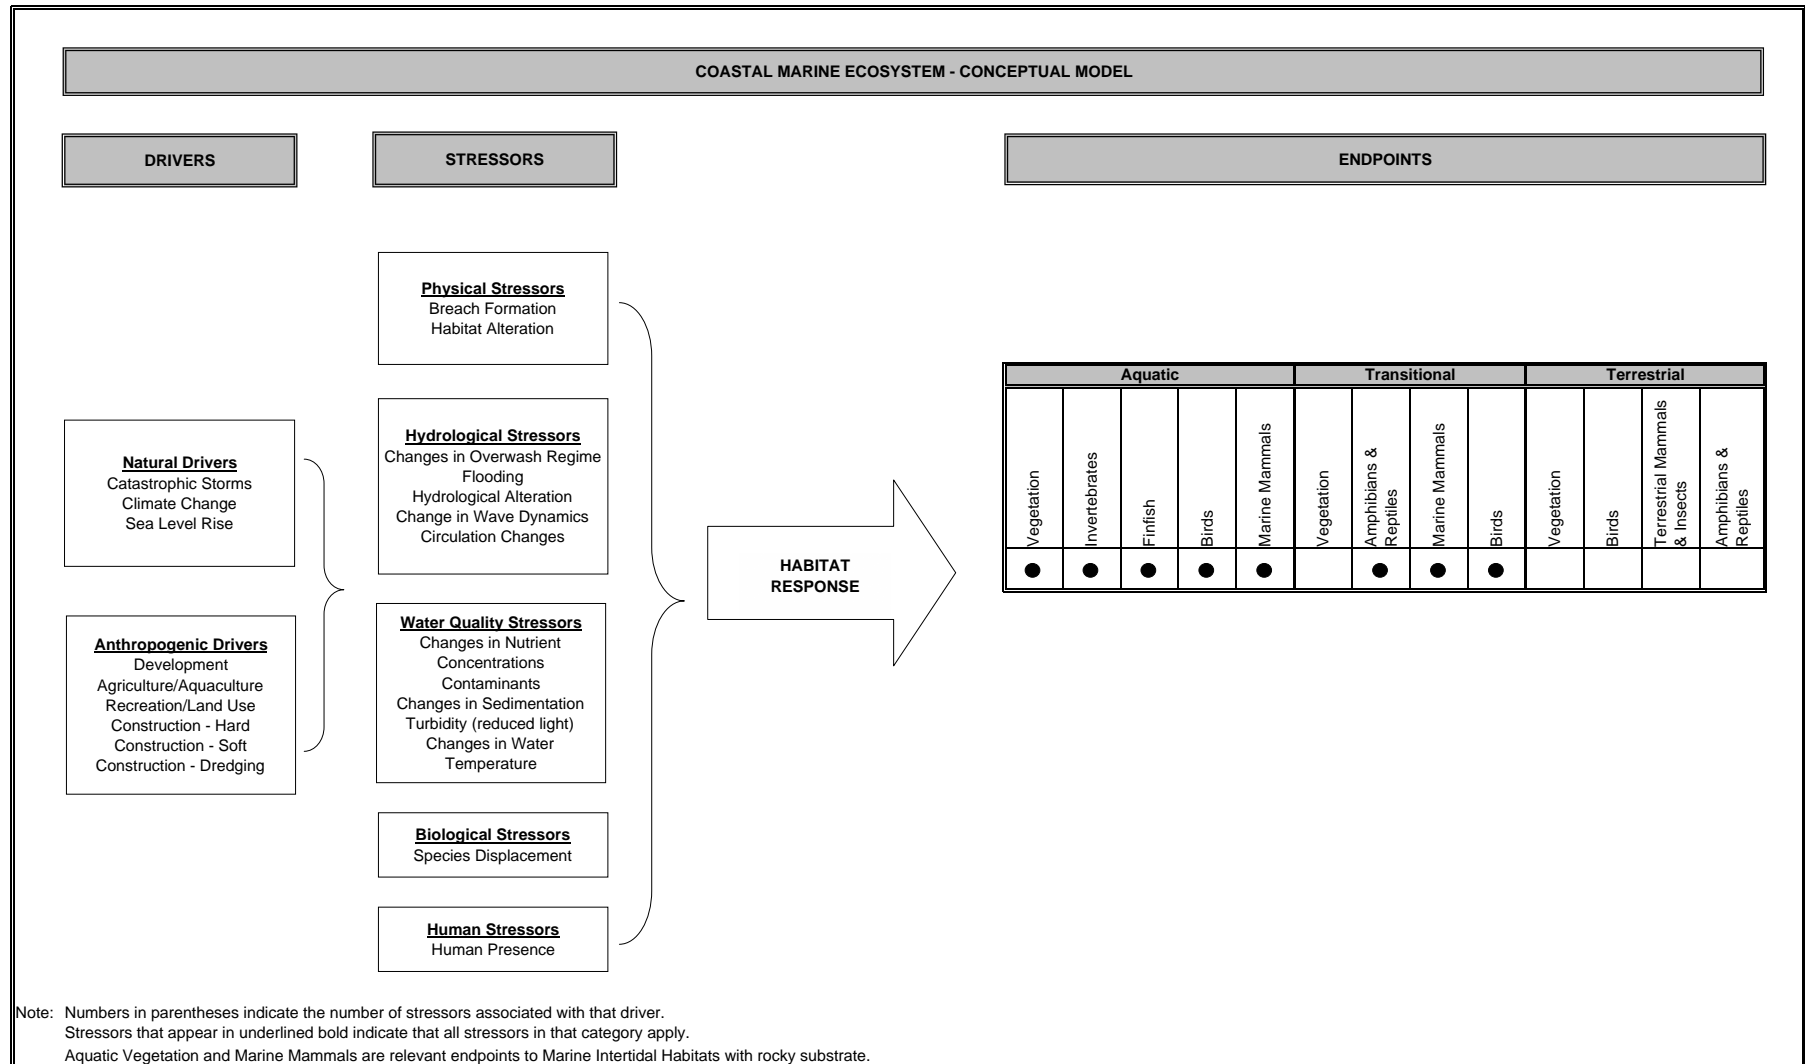 COASTAL MARINE ECOSYSTEM - CONCEPTUAL MODEL
DRIVERS
STRESSORS
ENDPOINTS
Natural Drivers
Catastrophic Storms
Climate Change
Sea Level Rise
Anthropogenic Drivers
Development
Agriculture/Aquaculture
Recreation/Land Use
Construction - Hard
Construction - Soft
Construction - Dredging
Physical Stressors
Breach Formation
Habitat Alteration
Hydrological Stressors
Changes in Overwash Regime
Flooding
Hydrological Alteration
Change in Wave Dynamics
Circulation Changes
Water Quality Stressors
Changes in Nutrient
Concentrations
Contaminants
Changes in Sedimentation
Turbidity (reduced light)
Changes in Water
Temperature
Biological Stressors
Species Displacement
Human Stressors
Human Presence
HABITAT
RESPONSE
Aquatic
Transitional
Terrestrial
Vegetation
Invertebrates
Finfish
Birds
Marine Mammals
Vegetation
Amphibians &
Reptiles
Marine Mammals
Birds
Vegetation
Birds
Terrestrial Mammals
& Insects
Amphibians &
Reptiles
● ● ● ● ● ● ● ●
Note: Numbers in parentheses indicate the number of stressors associated with that driver.
Stressors that appear in underlined bold indicate that all stressors in that category apply.
Aquatic Vegetation and Marine Mammals are relevant endpoints to Marine Intertidal Habitats with rocky substrate.